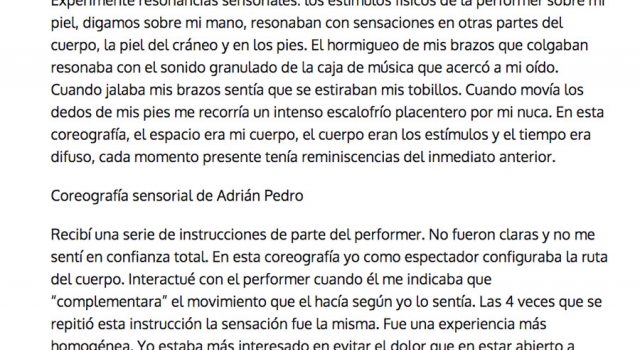 Experimenté resonancias sensoriales: los estímulos físicos de la performer sobre mi
piel, digamos sobre mi mano, resonaban con sensaciones en otras partes del
cuerpo, la piel del cráneo y en los pies. El hormigueo de mis brazos que colgaban
resonaba con el sonido granulado de la caja de música que acercó a mi oído.
Cuando jalaba mis brazos sentía que se estiraban mis tobillos. Cuando movía los
dedos de mis pies me recorría un intenso escalofrío placentero por mi nuca. En esta
coreografía, el espacio era mi cuerpo, el cuerpo eran los estímulos y el tiempo era
difuso, cada momento presente tenía reminiscencias del inmediato anterior.
Coreografía sensorial de Adrián Pedro
Recibí una serie de instrucciones de parte del performer. No fueron claras y no me
sentí en confianza total. En esta coreografía yo como espectador configuraba la ruta
del cuerpo. Interactué con el performer cuando él me indicaba que
“complementara” el movimiento que el hacía según yo lo sentía. Las 4 veces que se
repitió esta instrucción la sensación fue la misma. Fue una experiencia más
homogénea. Yo estaba más interesado en evitar el dolor que en estar abierto a